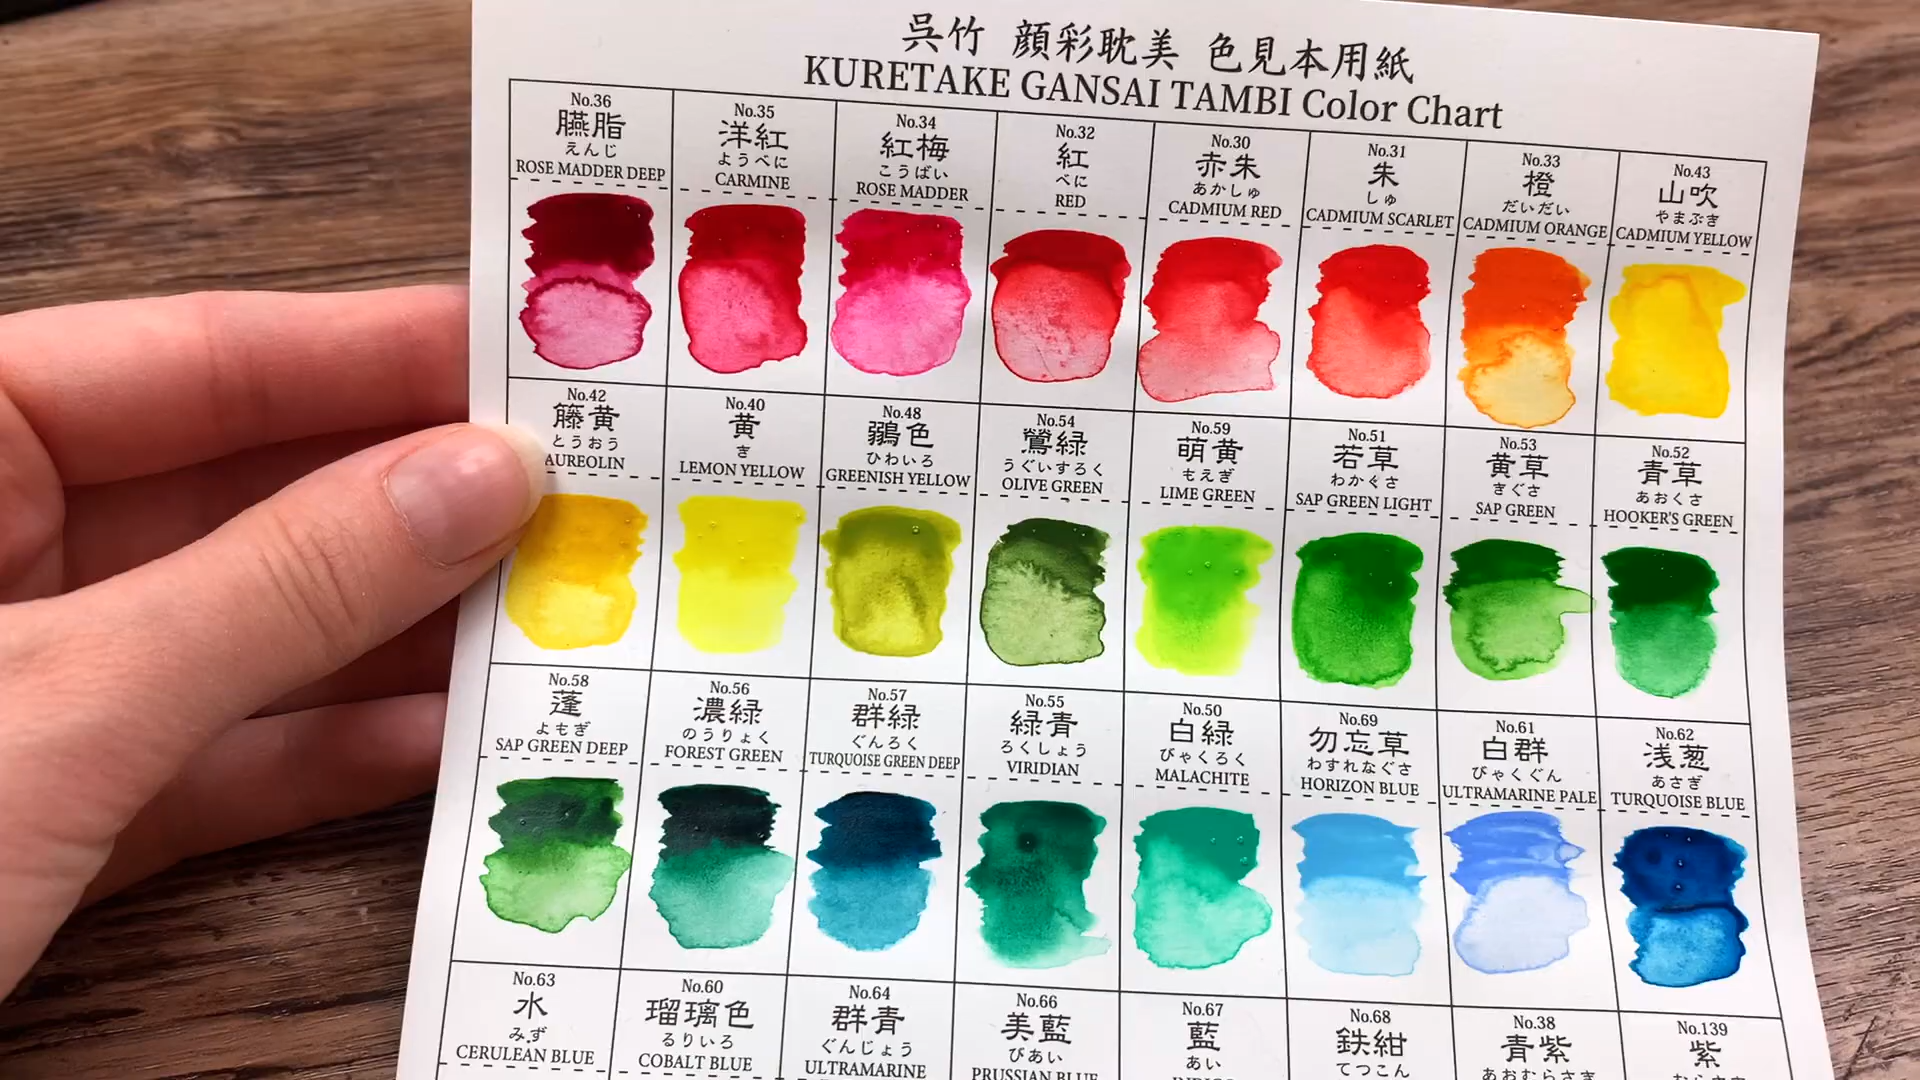 呉竹 顔彩耽美 色見本用紙
KURETAKE GANSAI TAMBI Color Chart
No.36
臙脂
えんじ
ROSE MADDER DEEP
No.35
洋紅
ようべに
CARMINE
No.34
紅梅
こうばい
ROSE MADDER
No.32
紅
べに
RED
No.30
赤朱
あかしゅ
CADMIUM RED
No.31
朱
しゅ
CADMIUM SCARLET
No.33
橙
だいだい
CADMIUM ORANGE
No.43
山吹
やまぶき
CADMIUM YELLOW
No.42
籐黄
とうおう
AUREOLIN
No.40
黄
き
LEMON YELLOW
No.48
鶸色
ひわいろ
GREENISH YELLOW
No.54
鶯緑
うぐいすろく
OLIVE GREEN
No.59
萌黄
もえぎ
LIME GREEN
No.51
若草
わかくさ
SAP GREEN LIGHT
No.53
黄草
きぐさ
SAP GREEN
No.52
青草
あおくさ
HOOKER'S GREEN
No.58
蓬
よもぎ
SAP GREEN DEEP
No.56
濃緑
のうりょく
FOREST GREEN
No.57
群緑
ぐんろく
TURQUOISE GREEN DEEP
No.55
緑青
ろくしょう
VIRIDIAN
No.50
白緑
びゃくろく
MALACHITE
No.69
勿忘草
わすれなぐさ
HORIZON BLUE
No.61
白群
びゃくぐん
ULTRAMARINE PALE
No.62
浅葱
あさぎ
TURQUOISE BLUE
No.63
水
みず
CERULEAN BLUE
No.60
瑠璃色
るりいろ
COBALT BLUE
No.64
群青
ぐんじょう
ULTRAMARINE
No.66
美藍
びあい
PRUSSIAN BLUE
No.67
藍
あい
No.68
鉄紺
てつこん
No.38
青紫
あおむらさき
No.139
紫